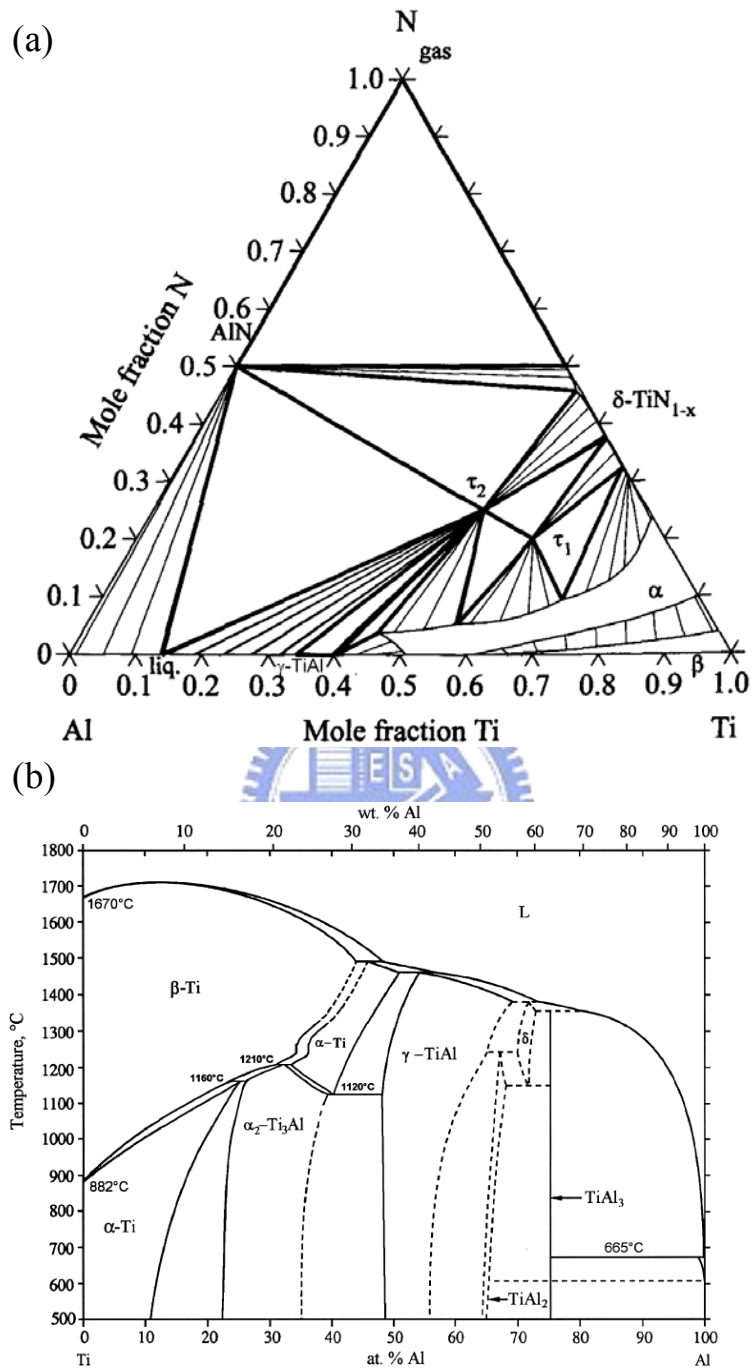 (a)
N
gas
1.0
0.9
0.8
0.7
0.6
AlN
0.5
0.4
0.3
0.2
0.1
0
Mole fraction N
δ-TiN1-x
τ2
τ1
α
β
liq.
γ-TiAl
0 0.1 0.2 0.3 0.4 0.5 0.6 0.7 0.8 0.9 1.0
Al Mole fraction Ti Ti
(b)
ESA
wt. % Al
0 10 20 30 40 50 60 70 80 90 100
1800
1700
1600
1500
1400
1300
1200
1100
1000
900
800
700
600
500
Temperature, °C
1670°C
L
β-Ti
α-Ti
δ
1210°C
1160°C
γ-TiAl
1120°C
α2-Ti3Al
882°C
α-Ti
TiAl3
665°C
TiAl2
0 10 20 30 40 50 60 70 80 90 100
Ti at. % Al Al